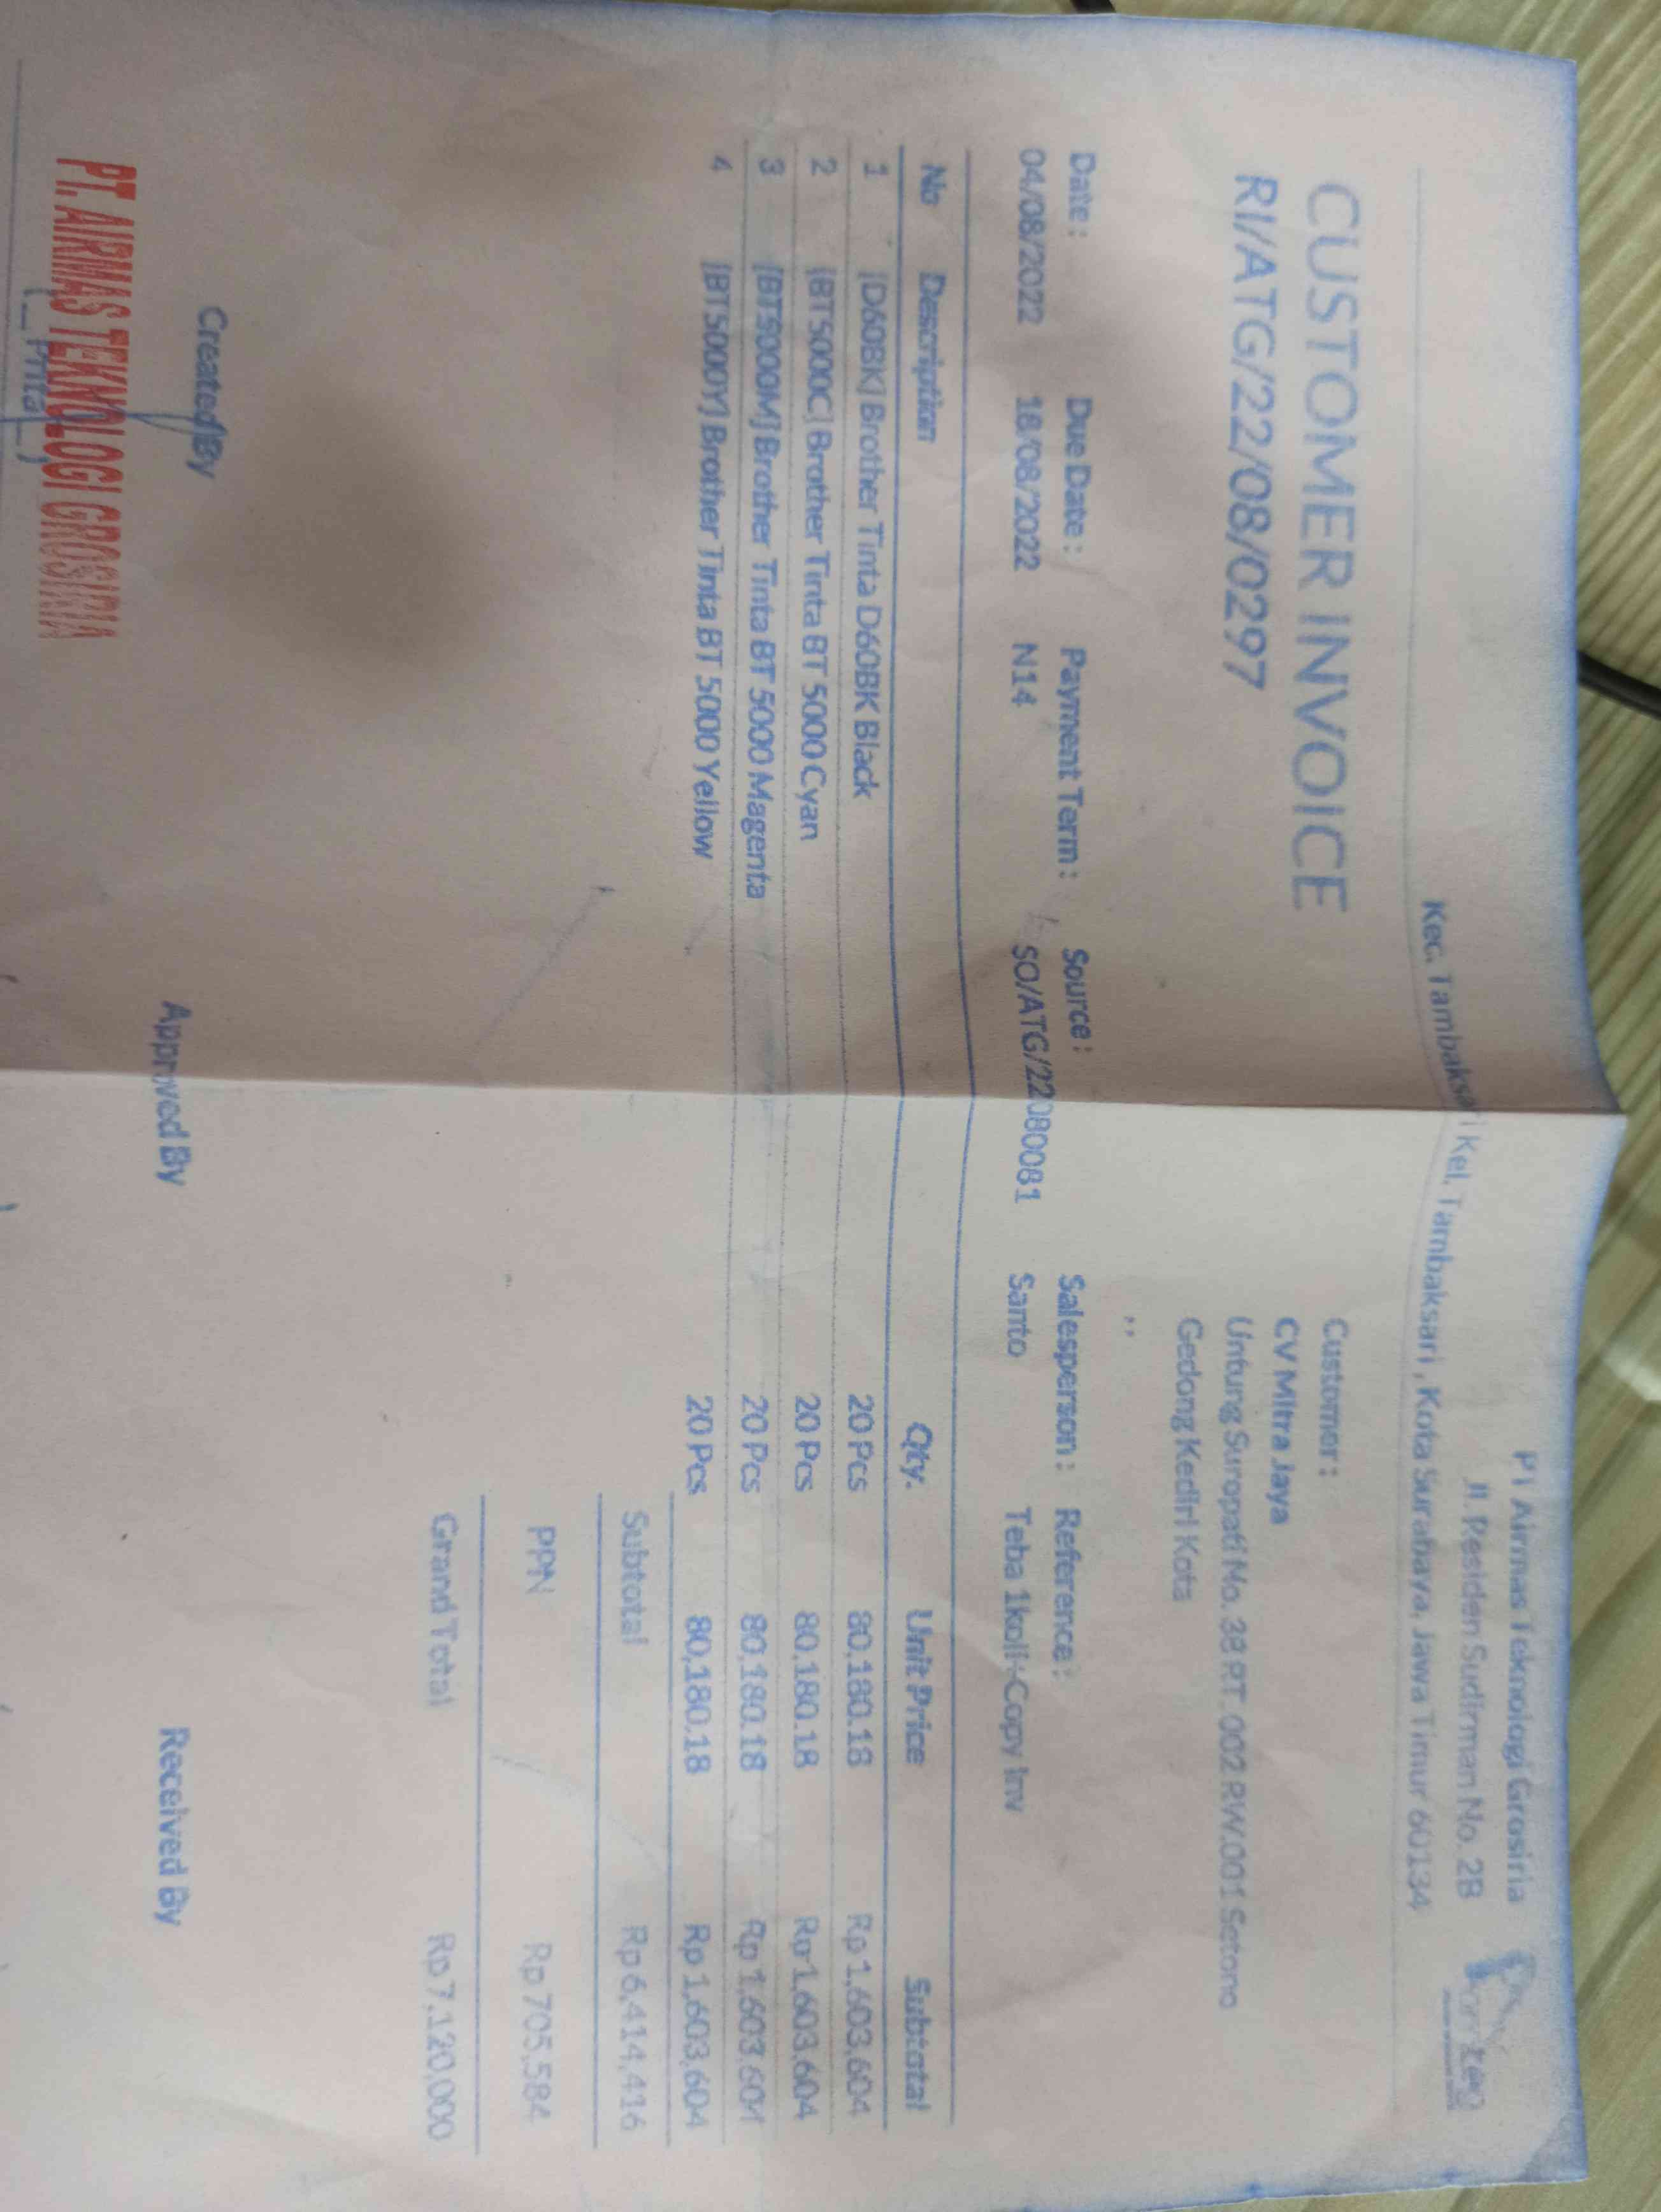 PT Airmas Teknologi Grosiria
Jl. Residen Sudirman No. 2B
Kec. Tambaksari Kel. Tambaksari , Kota Surabaya, Jawa Timur 60134
CUSTOMER INVOICE
RI/ATG/22/08/0297
Customer :
CV Mitra Jaya
Untung Suropati No. 38 RT. 002 RW.001 Setono
Gedong Kediri Kota
, ,
Date : Due Date : Payment Term : Source : Salesperson : Reference :
04/08/2022 18/08/2022 N14 SO/ATG/22080081 Santo Teba 1koli+Copy Inv
No Description Qty. Unit Price Subtotal
1 [D60BK] Brother Tinta D60BK Black 20 Pcs 80,180.18 Rp 1,603,604
2 [BT5000C] Brother Tinta BT 5000 Cyan 20 Pcs 80,180.18 Rp 1,603,604
3 [BT5000M] Brother Tinta BT 5000 Magenta 20 Pcs 80,180.18 Rp 1,603,604
4 [BT5000Y] Brother Tinta BT 5000 Yellow 20 Pcs 80,180.18 Rp 1,603,604
Subtotal Rp 6,414,416
PPN Rp 705,584
Grand Total Rp 7,120,000
Created By Approved By Received By
PT. AIRMAS TEKNOLOGI GROSIRIA
(_ Prita _)